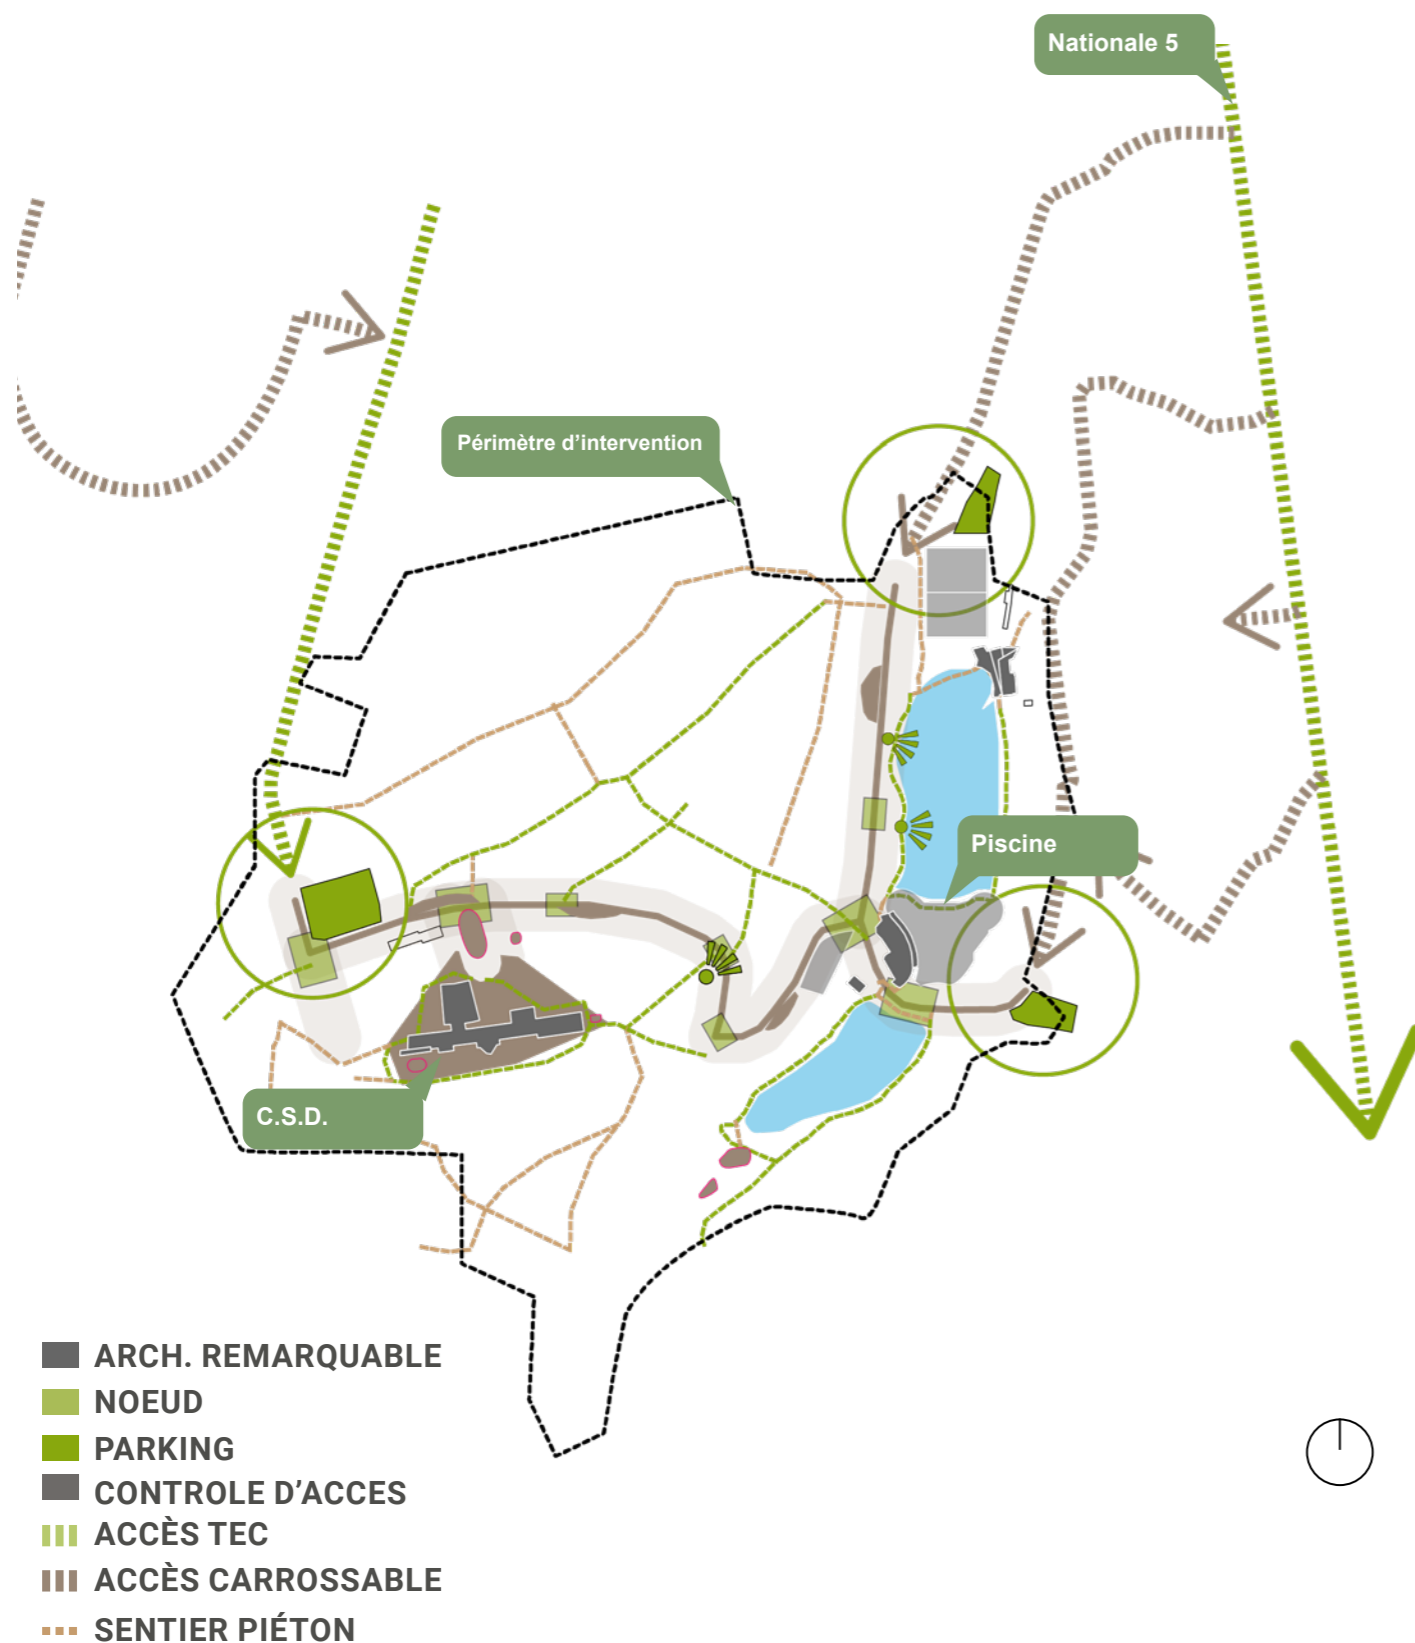 Nationale 5
Périmètre d’intervention
Piscine
C.S.D.
ARCH. REMARQUABLE
NOEUD
PARKING
CONTROLE D’ACCES
ACCÈS TEC
ACCÈS CARROSSABLE
SENTIER PIÉTON